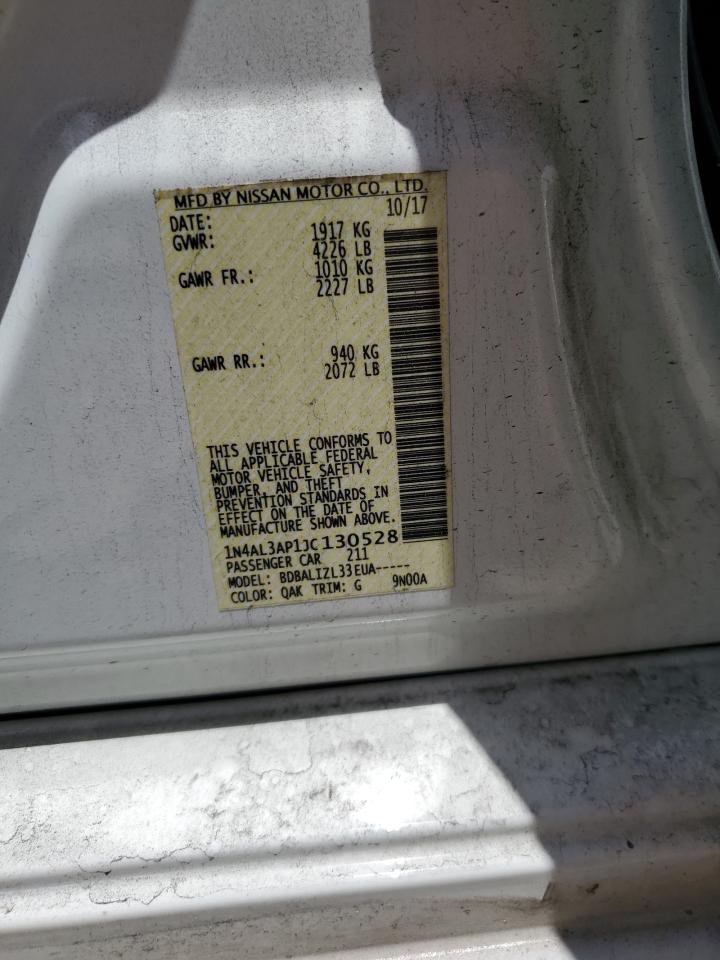 MFD BY NISSAN MOTOR CO., LTD.
DATE: 10/17
GVWR: 1917 KG
4226 LB
GAWR FR.: 1010 KG
2227 LB
GAWR RR.: 940 KG
2072 LB
THIS VEHICLE CONFORMS TO
ALL APPLICABLE FEDERAL
MOTOR VEHICLE SAFETY,
BUMPER, AND THEFT
PREVENTION STANDARDS IN
EFFECT ON THE DATE OF
MANUFACTURE SHOWN ABOVE.
1N4AL3AP1JC130528
PASSENGER CAR 211
MODEL: BDBALIZL33EUA-----
COLOR: QAK TRIM: G 9N00A